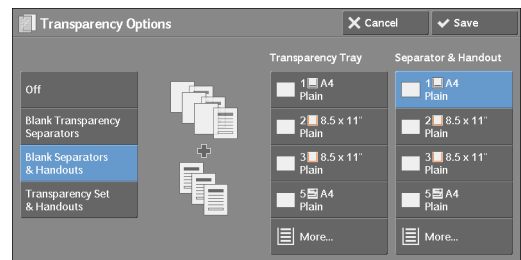 Transparency Options
Cancel
Save
Transparency Tray
Separator & Handout
Off
Blank Transparency
Separators
Blank Separators
& Handouts
Transparency Set
& Handouts
1 A4
Plain
2 8.5 x 11"
Plain
3 8.5 x 11"
Plain
5 A4
Plain
More...
1 A4
Plain
2 8.5 x 11"
Plain
3 8.5 x 11"
Plain
5 A4
Plain
More...